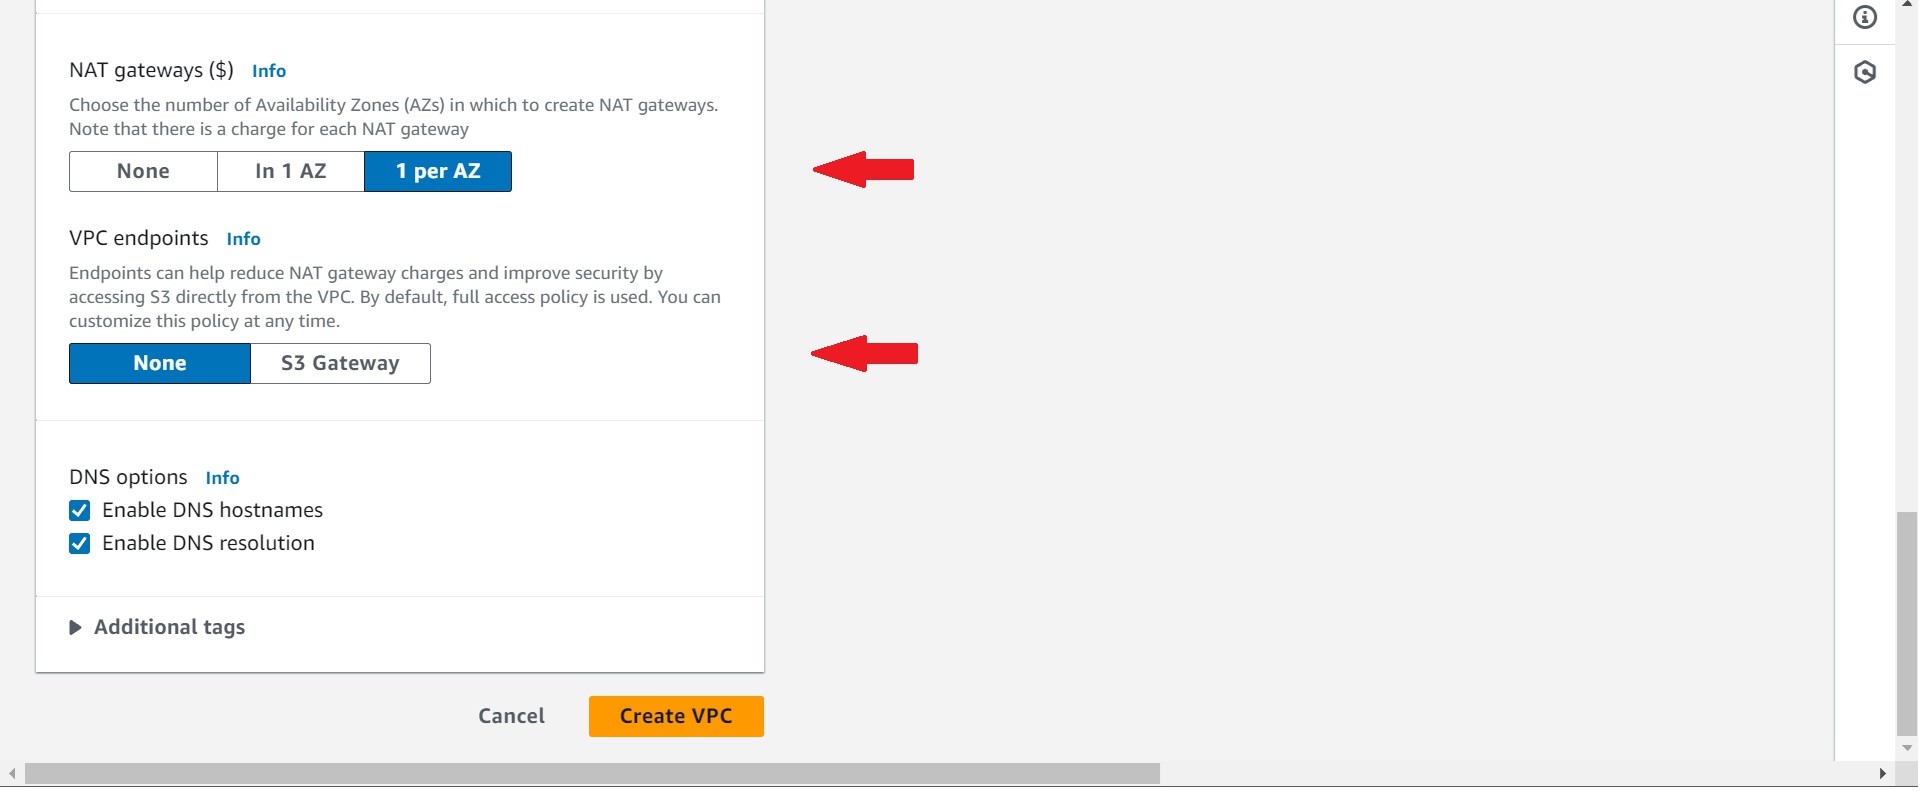 NAT gateways ($) Info
Choose the number of Availability Zones (AZs) in which to create NAT gateways.
Note that there is a charge for each NAT gateway
None In 1 AZ 1 per AZ
VPC endpoints Info
Endpoints can help reduce NAT gateway charges and improve security by
accessing S3 directly from the VPC. By default, full access policy is used. You can
customize this policy at any time.
None S3 Gateway
DNS options Info
Enable DNS hostnames
Enable DNS resolution
Additional tags
Cancel Create VPC